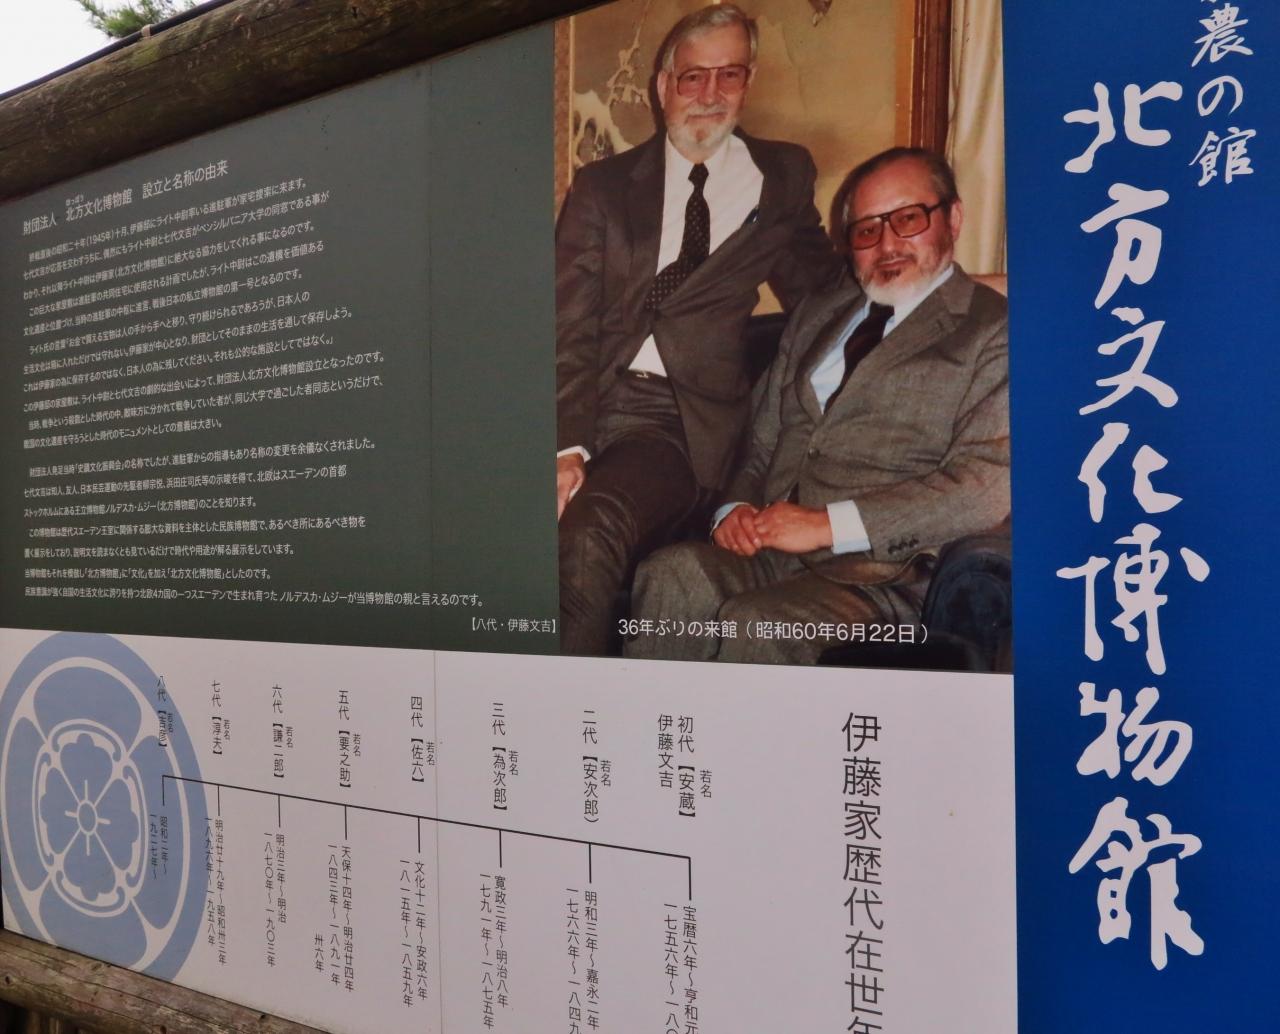 農の館
北方文化博物館
財団法人 北方文化博物館 設立と名称の由来
ほっぽう
終戦直後の昭和二十年(1945年)十月、伊藤邸にライト中尉率いる進駐軍が家宅捜索に来ます。
七代文吉が応答を交わすうちに、偶然にもライト中尉と七代文吉がペンシルバニア大学の同窓である事が
わかり、それ以降ライト中尉は伊藤家(北方文化博物館)に絶大なる協力をしてくれる事になるのです。
この巨大な家屋敷は進駐軍の共同住宅に使用される計画でしたが、ライト中尉はこの遺構を価値ある
文化遺産と位置づけ、当時の進駐軍の中枢に進言、戦後日本の私立博物館の第一号となるのです。
ライト氏の言葉「お金で買える宝物は人の手から手へと移り、守り続けられるであろうが、日本人の
生活文化は箱に入れただけでは守れない。伊藤家が中心となり、財団としてそのままの生活を通して保存しよう。
これは伊藤家の為に保存するのではなく、日本人の為に残してください。それも公的な施設としてではなく。」
この伊藤邸の家屋敷は、ライト中尉と七代文吉の劇的な出会いによって、財団法人北方文化博物館設立となったのです。
当時、戦争という殺戮とした時代の中、敵味方に分かれて戦争していた者が、同じ大学で過ごした者同志というだけで、
敵国の文化遺産を守ろうとした時代のモニュメントとしての意義は大きい。
財団法人発足当時「史蹟文化振興会」の名称でしたが、進駐軍からの指導もあり名称の変更を余儀なくされました。
七代文吉は知人、友人、日本民芸運動の先駆者柳宗悦、浜田庄司氏等の示唆を得て、北欧はスエーデンの首都
ストックホルムにある王立博物館ノルデスカ・ムジー(北方博物館)のことを知ります。
この博物館は歴代スエーデン王室に関係する膨大な資料を主体とした民族博物館で、あるべき所にあるべき物を
置く展示をしており、説明文を読まなくとも見ているだけで時代や用途が解る展示をしています。
当博物館もそれを模倣し「北方博物館」に「文化」を加え「北方文化博物館」としたのです。
民族意識が強く自国の生活文化に誇りを持つ北欧4カ国の一つスエーデンで生まれ育ったノルデスカ・ムジーが当博物館の親と言えるのです。
【八代・伊藤文吉】
36年ぶりの来館(昭和60年6月22日)
伊藤家歴代在世年
初代【安蔵】
若名
伊藤文吉
宝暦六年〜亨和元
一七五六年〜一八〇
二代【安次郎】
若名
明和三年〜嘉永二年
一七六六年〜一八四九
三代【為次郎】
若名
寛政三年〜明治八年
一七九一年〜一八七五年
四代【佐六】
若名
文化十二年〜安政六年
一八一五年〜一八五九年
五代【要之助】
若名
天保十四年〜明治廿四年
一八四三年〜一八九一年
六代【謙二郎】
若名
明治三年〜明治
卅六年
一八七〇年〜一九〇三年
七代【淳夫】
若名
明治廿十九年〜昭和卅三年
一八九六年〜一九五八年
八代【吉彦】
若名
昭和二年〜
一九二七年〜